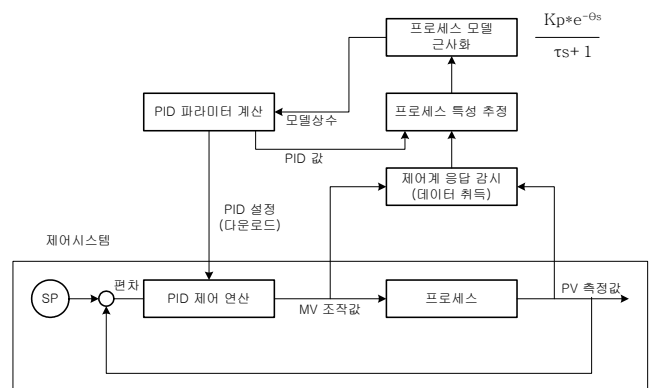 프로세스 모델
근사화
Kp*e⁻ᶿˢ
τs+ 1
PID 파라미터 계산
모델상수
프로세스 특성 추정
PID 값
제어계 응답 감시
(데이터 취득)
PID 설정
(다운로드)
제어시스템
SP
편차
PID 제어 연산
MV 조작값
프로세스
PV 측정값